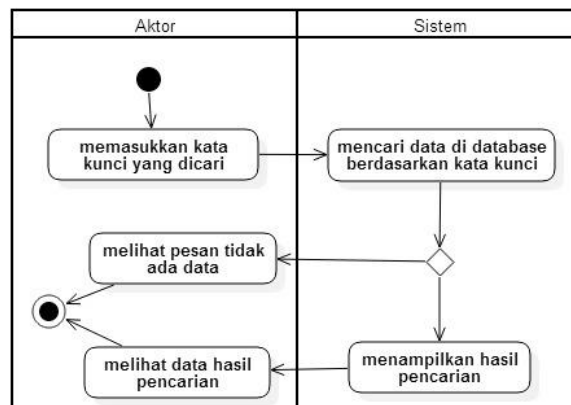 Aktor
Sistem
memasukkan kata
kunci yang dicari
mencari data di database
berdasarkan kata kunci
melihat pesan tidak
ada data
melihat data hasil
pencarian
menampilkan hasil
pencarian